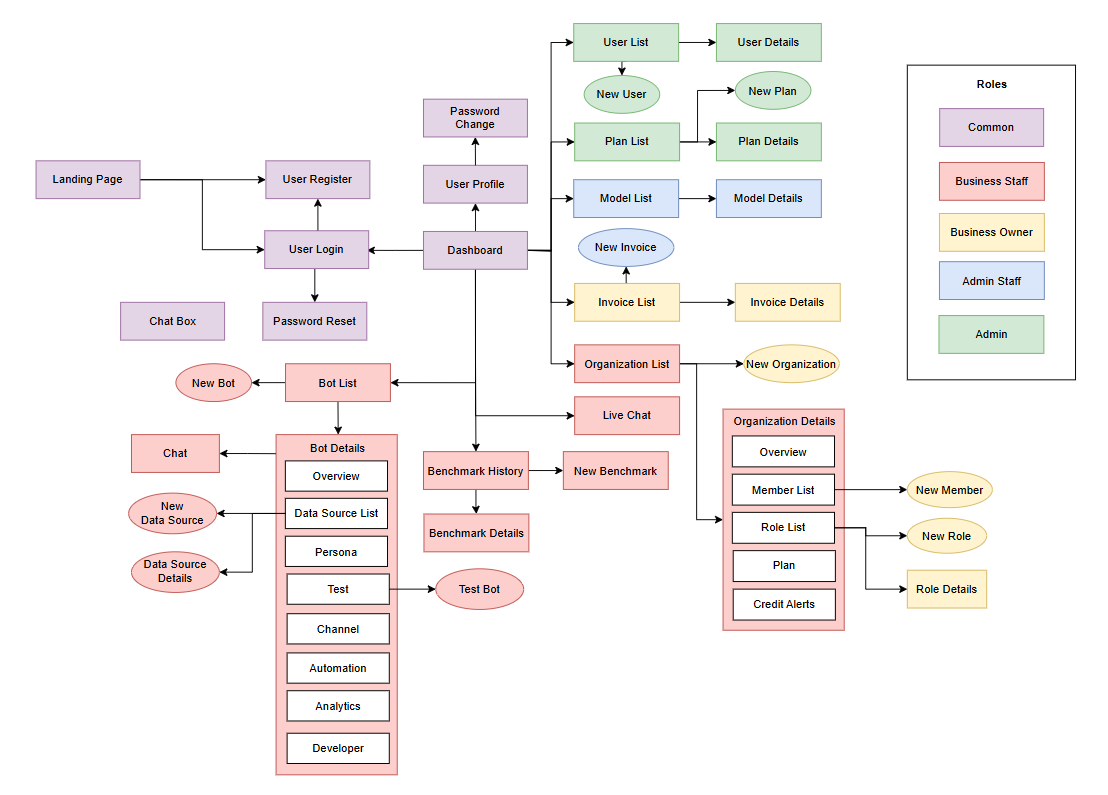 User List
User Details
New User
New Plan
Roles
Password
Change
Common
Plan List
Plan Details
Landing Page
User Register
User Profile
Business Staff
Model List
Model Details
User Login
Dashboard
New Invoice
Business Owner
Admin Staff
Invoice List
Invoice Details
Chat Box
Password Reset
Admin
Organization List
New Organization
New Bot
Bot List
Live Chat
Organization Details
Overview
Member List
Role List
Plan
Credit Alerts
New Member
New Role
Role Details
Chat
Bot Details
Overview
Data Source List
Persona
Test
Channel
Automation
Analytics
Developer
New
Data Source
Data Source
Details
Test Bot
Benchmark History
New Benchmark
Benchmark Details